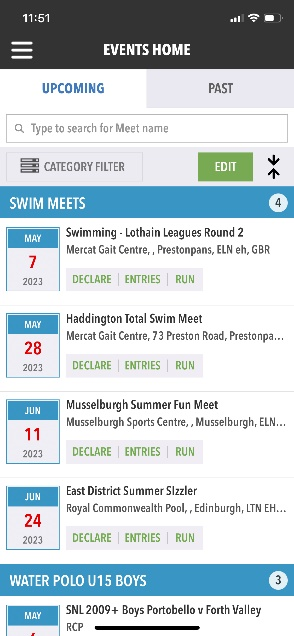 11:51
EVENTS HOME
UPCOMING
PAST
Type to search for Meet name
CATEGORY FILTER
EDIT
SWIM MEETS
4
MAY
7
2023
Swimming - Lothain Leagues Round 2
Mercat Gait Centre, , Prestonpans, ELN eh, GBR
DECLARE
ENTRIES
RUN
MAY
28
2023
Haddington Total Swim Meet
Mercat Gait Centre, 73 Preston Road, Prestonpa...
DECLARE
ENTRIES
RUN
JUN
11
2023
Musselburgh Summer Fun Meet
Musselburgh Sports Centre, , Musselburgh, ELN...
DECLARE
ENTRIES
RUN
JUN
24
2023
East District Summer SIzzler
Royal Commonwealth Pool, , Edinburgh, LTN EH...
DECLARE
ENTRIES
RUN
WATER POLO U15 BOYS
3
MAY
SNL 2009+ Boys Portobello v Forth Valley
RCP